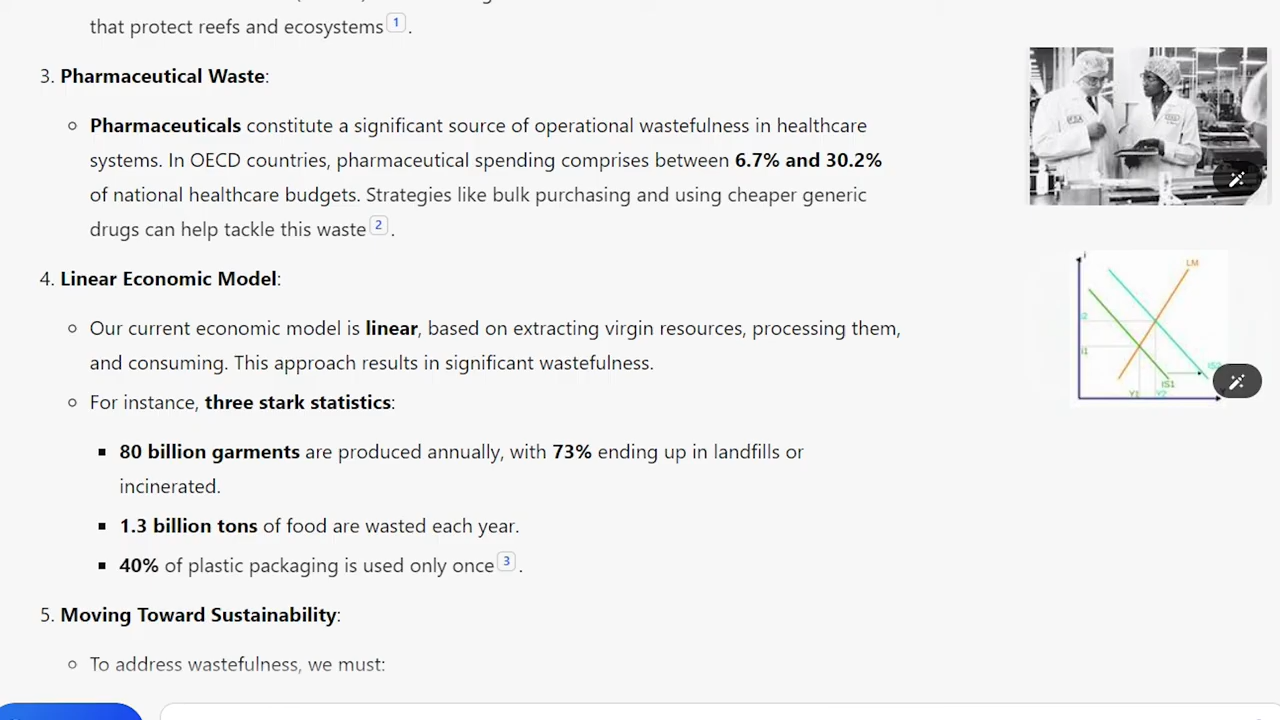 that protect reefs and ecosystems 1 .
3. Pharmaceutical Waste:
Pharmaceuticals constitute a significant source of operational wastefulness in healthcare
systems. In OECD countries, pharmaceutical spending comprises between 6.7% and 30.2%
of national healthcare budgets. Strategies like bulk purchasing and using cheaper generic
drugs can help tackle this waste 2 .
i
LM
i2
i1
IS1
Y1 Y2
4. Linear Economic Model:
Our current economic model is linear, based on extracting virgin resources, processing them,
and consuming. This approach results in significant wastefulness.
For instance, three stark statistics:
80 billion garments are produced annually, with 73% ending up in landfills or
incinerated.
1.3 billion tons of food are wasted each year.
40% of plastic packaging is used only once 3 .
5. Moving Toward Sustainability:
To address wastefulness, we must: